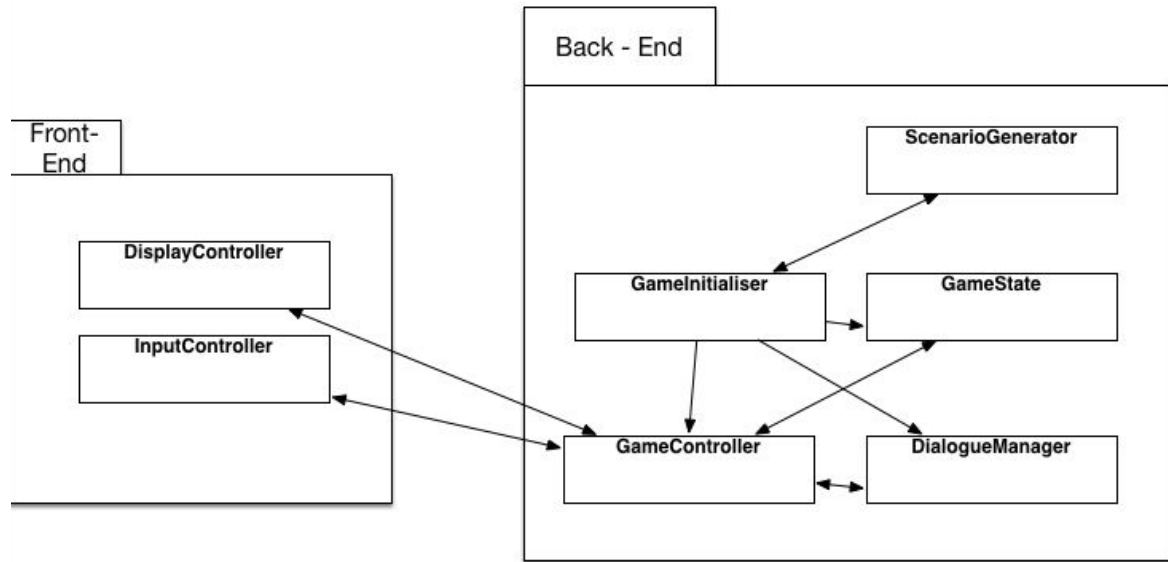 Back - End
Front-
End
ScenarioGenerator
DisplayController
GameInitialiser
GameState
InputController
GameController
DialogueManager